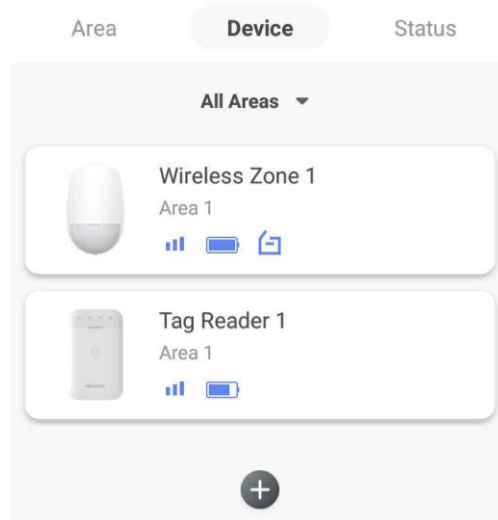 Area Device Status
All Areas
Wireless Zone 1
Area 1
Tag Reader 1
Area 1